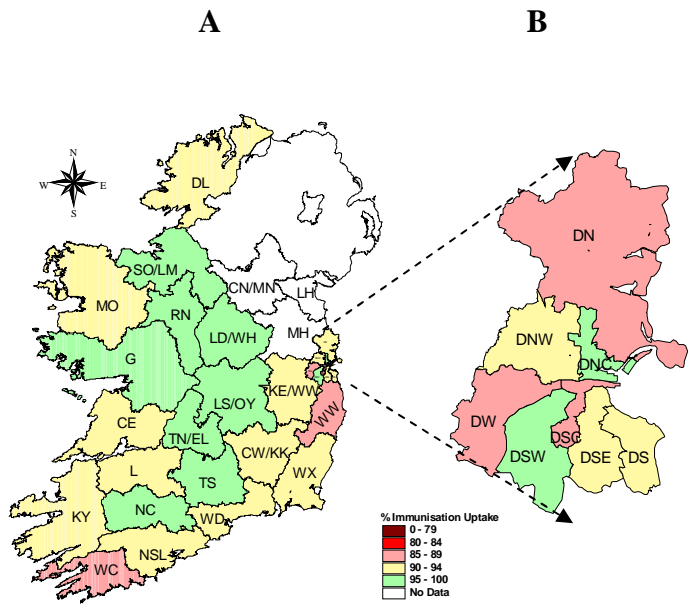 A B
N
W E
S
DL
SO/LM
CN/MN
LH
MO
RN
MH
LD/WH
G
LS/OY
KE/WW
WW
CE
TN/EL
CW/KK
L
TS
WX
KY
NC
WD
NSL
WC
DN
DNW
DNC
DW
DSC
DSW
DSE
DS
% Immunisation Uptake
0 - 79
80 - 84
85 - 89
90 - 94
95 - 100
No Data